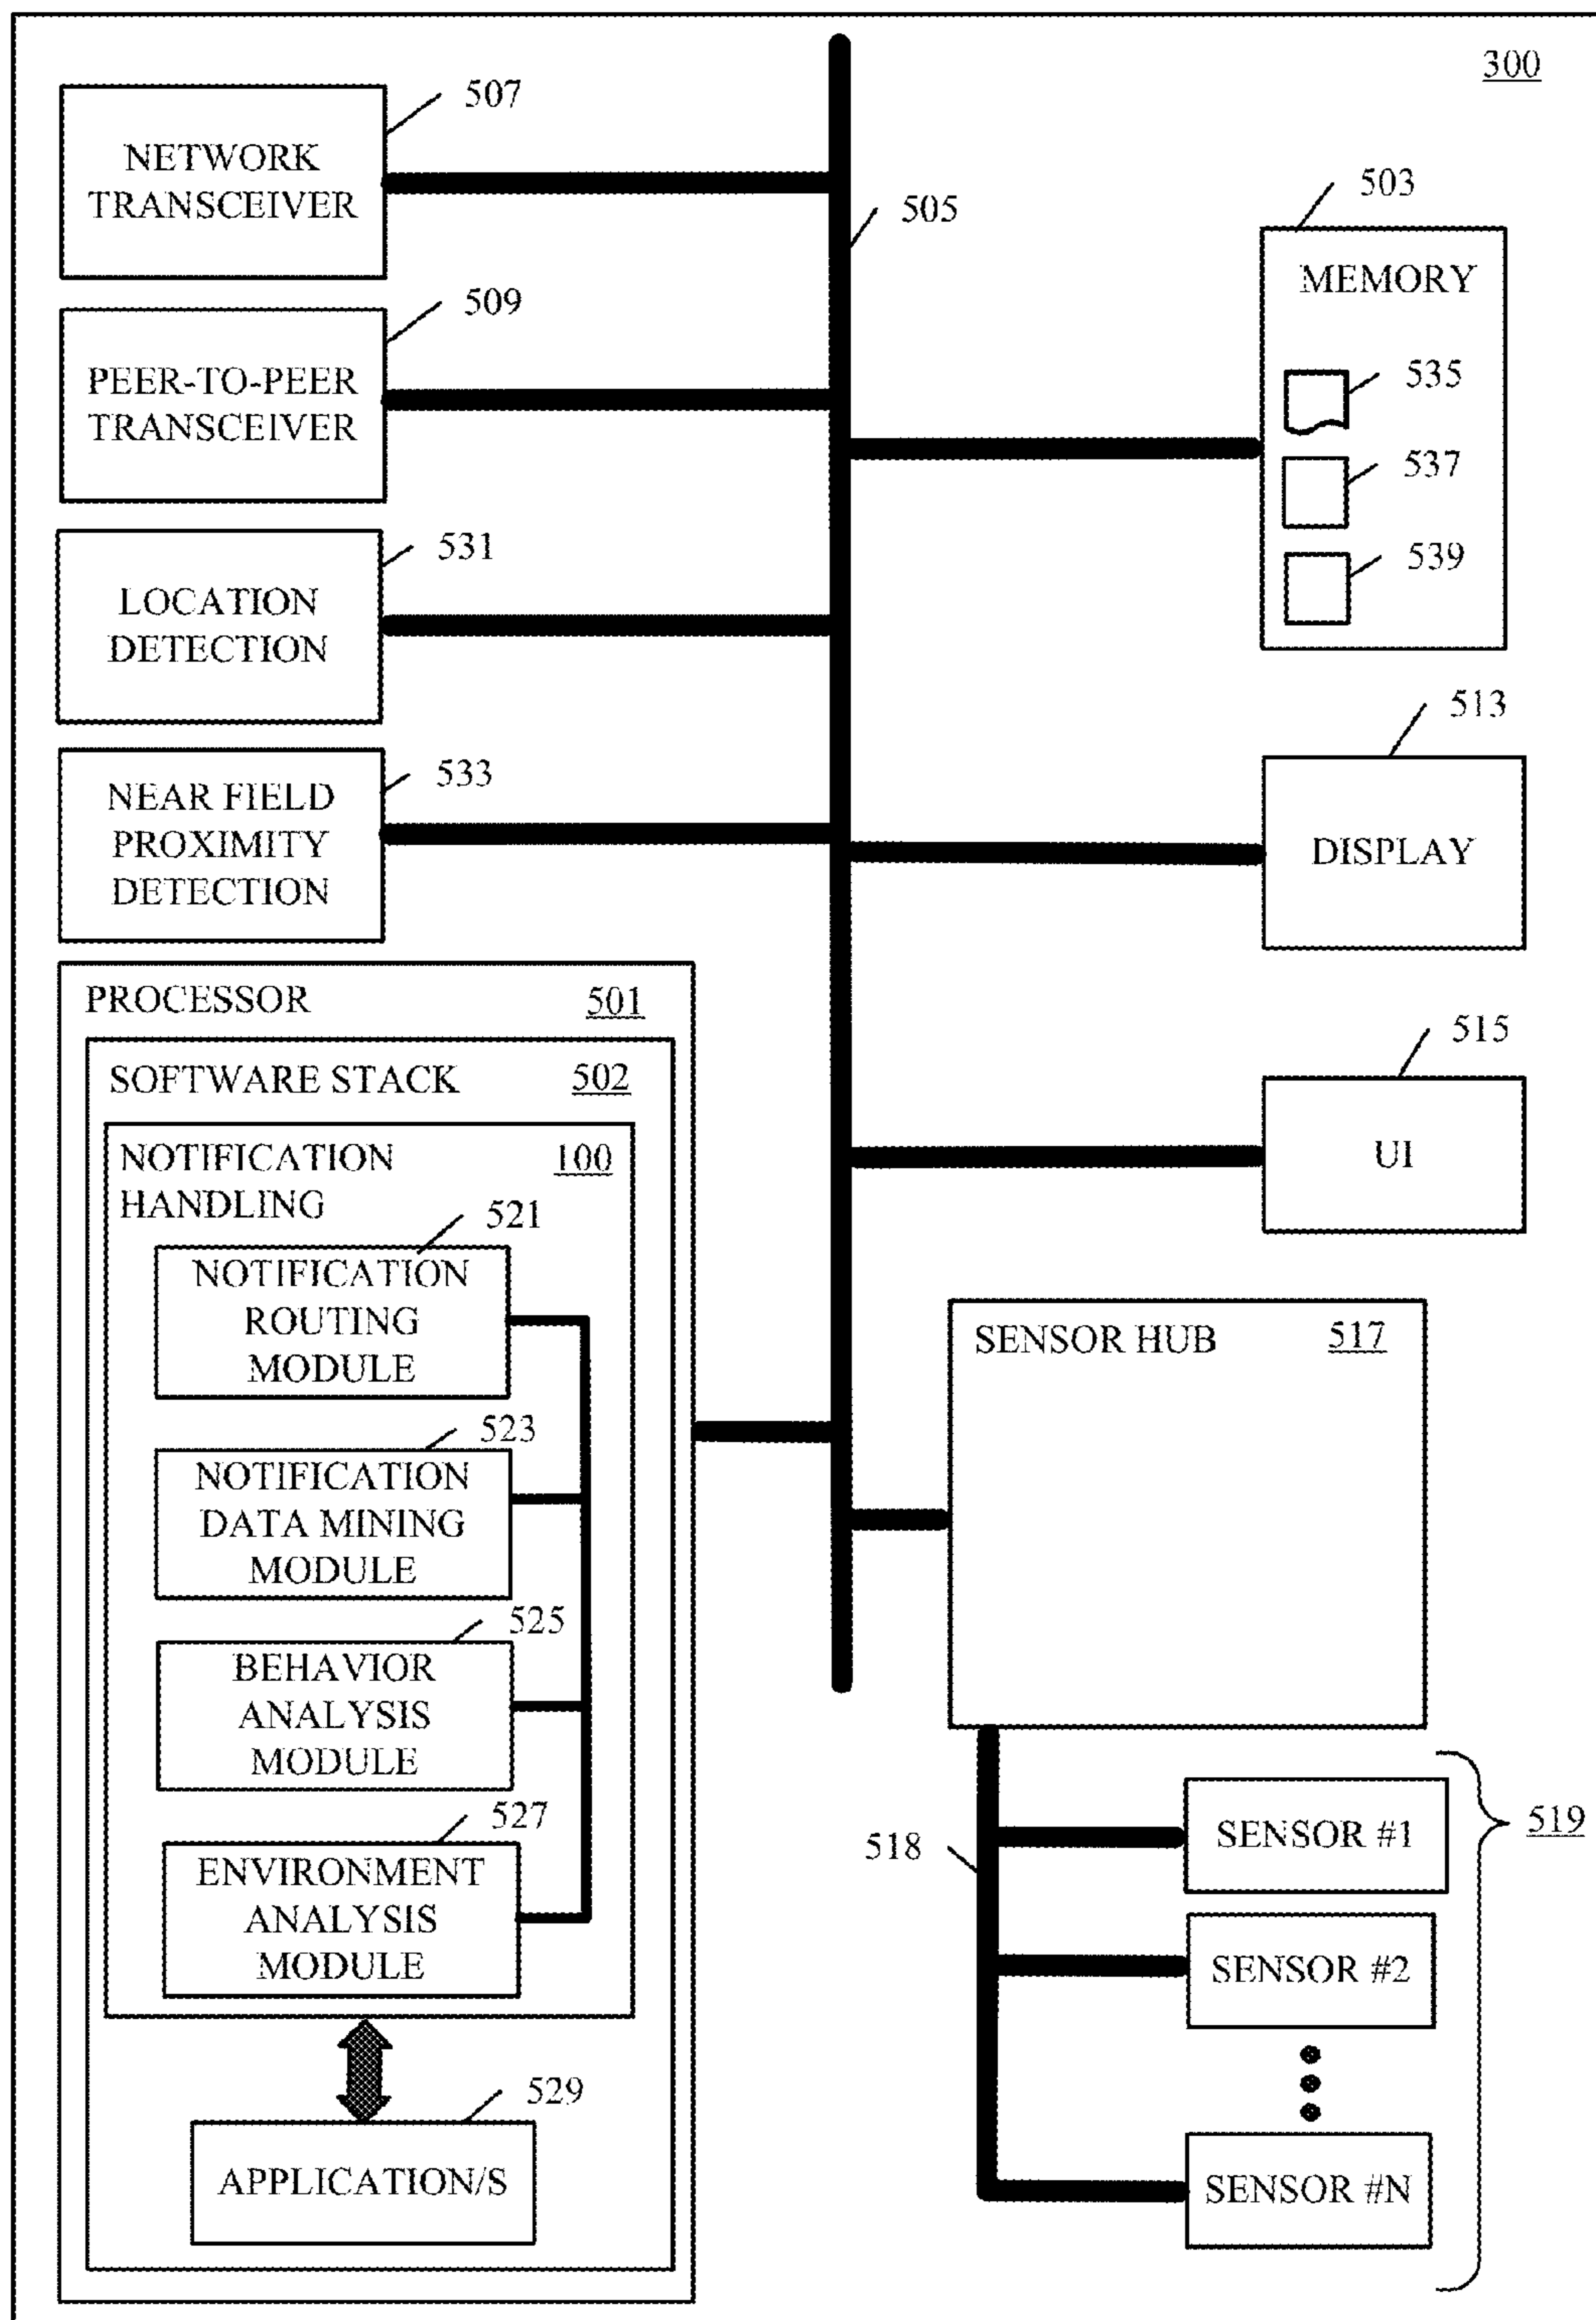 300
507
NETWORK
TRANSCEIVER
505
503
MEMORY
535
537
539
509
PEER-TO-PEER
TRANSCEIVER
531
LOCATION
DETECTION
533
NEAR FIELD
PROXIMITY
DETECTION
513
DISPLAY
515
UI
PROCESSOR 501
SOFTWARE STACK 502
NOTIFICATION 100
HANDLING
521
NOTIFICATION
ROUTING
MODULE
523
NOTIFICATION
DATA MINING
MODULE
525
BEHAVIOR
ANALYSIS
MODULE
527
ENVIRONMENT
ANALYSIS
MODULE
529
APPLICATION/S
SENSOR HUB 517
518
519
SENSOR #1
SENSOR #2
SENSOR #N